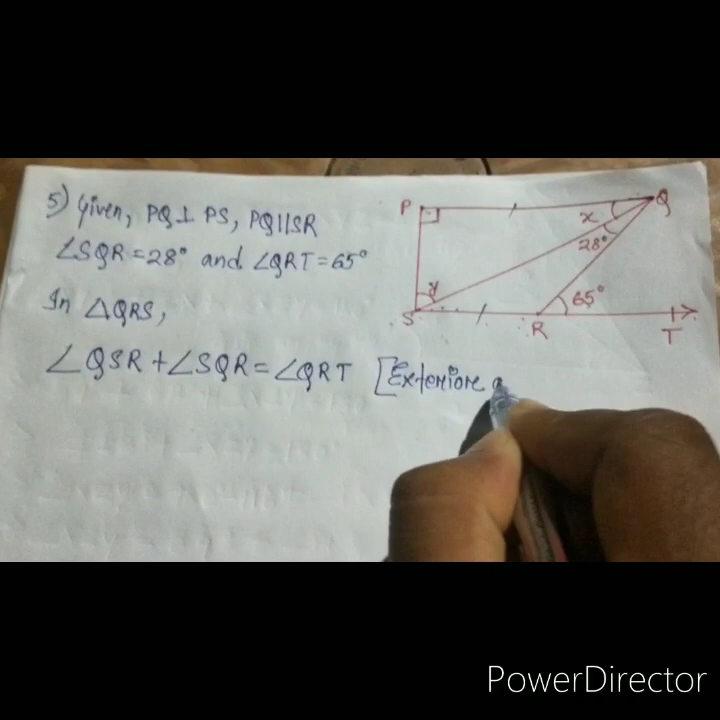 5) Given, PQ⊥ PS, PQ||SR
∠SQR = 28° and ∠QRT = 65°
In △QRS,
∠QSR + ∠SQR = ∠QRT [Exteriore a
P
Q
x
28°
y
65°
S
R
T
PowerDirector